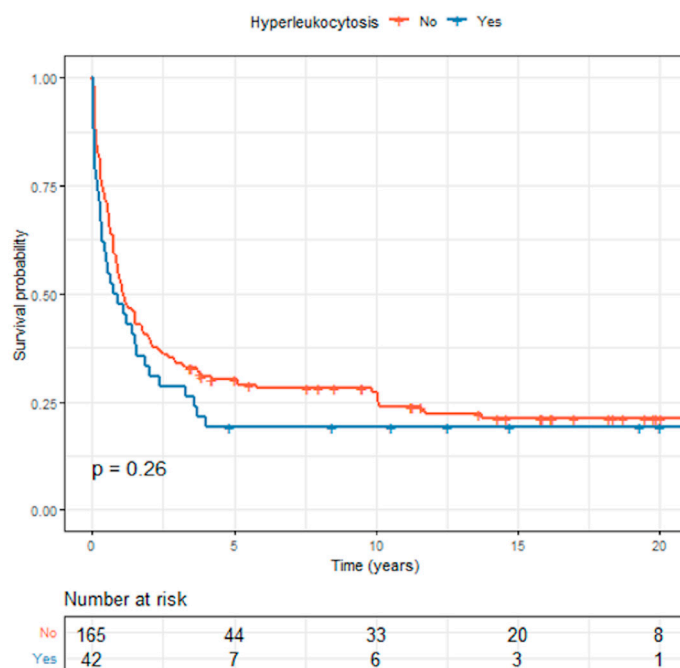 Hyperleukocytosis No Yes
1.00
0.75
0.50
0.25
0.00
Survival probability
p = 0.26
0 5 10 15 20
Time (years)
Number at risk
No 165 44 33 20 8
Yes 42 7 6 3 1